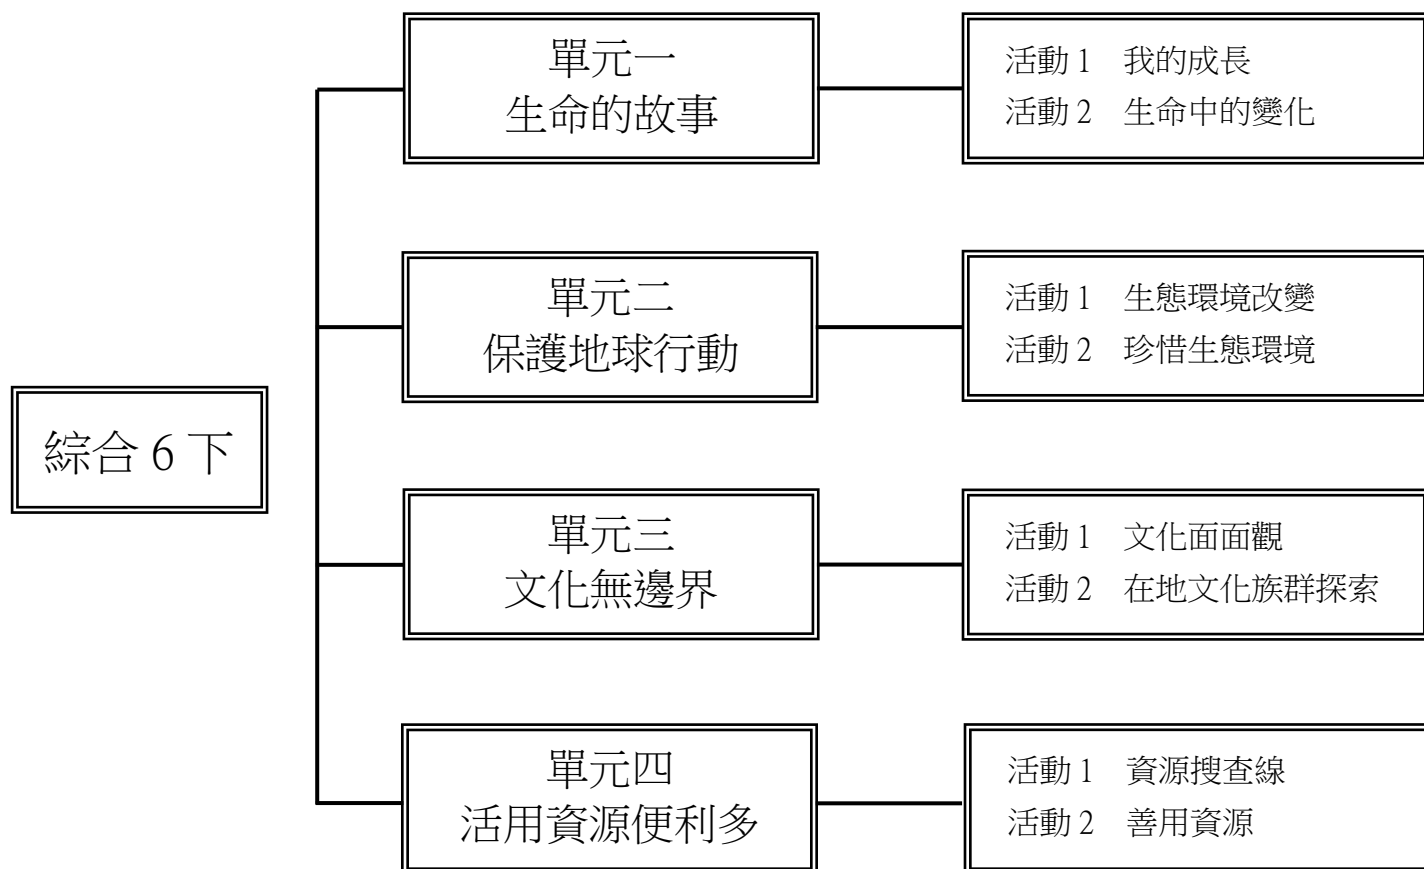 綜合 6 下
單元一
生命的故事
活動 1　我的成長
活動 2　生命中的變化
單元二
保護地球行動
活動 1　生態環境改變
活動 2　珍惜生態環境
單元三
文化無邊界
活動 1　文化面面觀
活動 2　在地文化族群探索
單元四
活用資源便利多
活動 1　資源搜查線
活動 2　善用資源